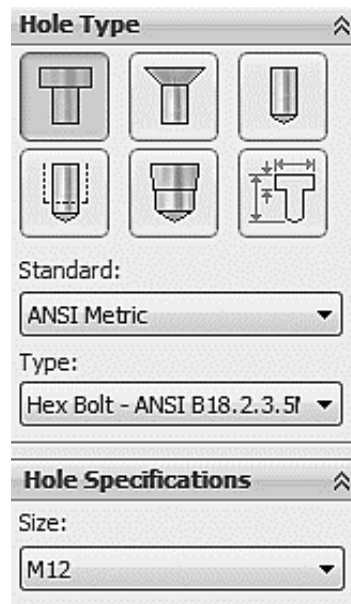 Hole Type
Standard:
ANSI Metric
Type:
Hex Bolt - ANSI B18.2.3.5
Hole Specifications
Size:
M12